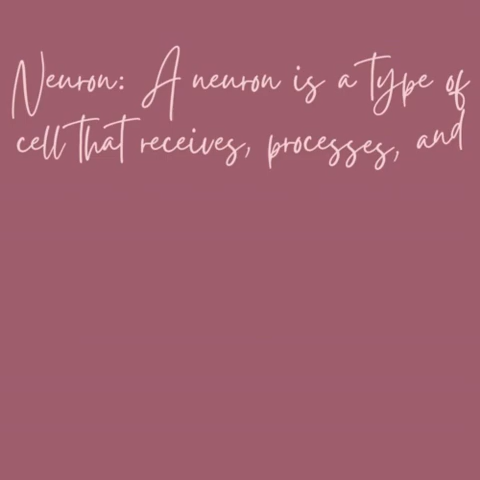 Neuron: A neuron is a type of
cell that receives, processes, and